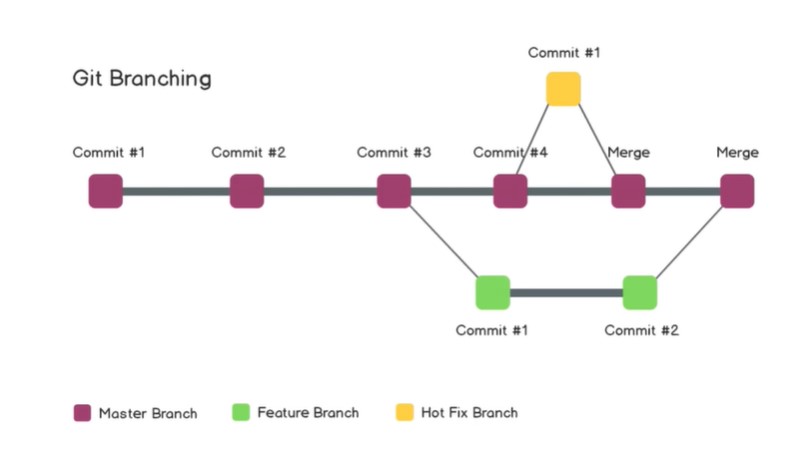 Commit #1
Git Branching
Commit #1
Commit #2
Commit #3
Commit #4
Merge
Merge
Commit #1
Commit #2
Master Branch
Feature Branch
Hot Fix Branch